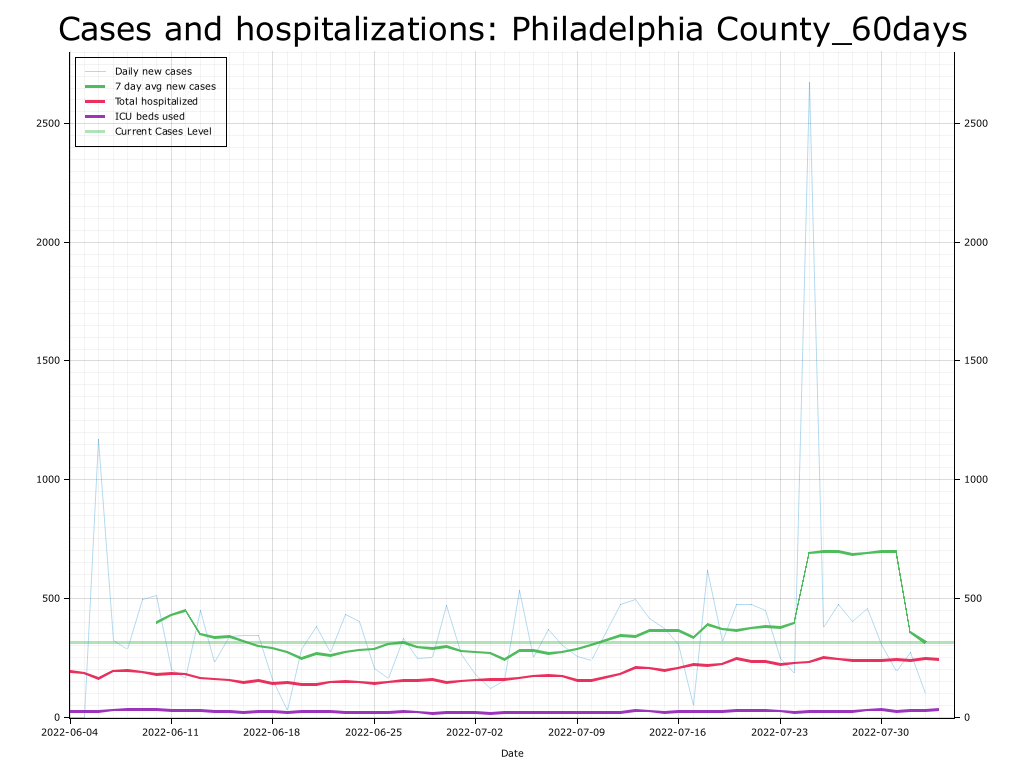 Cases and hospitalizations: Philadelphia County_60days
Daily new cases
7 day avg new cases
Total hospitalized
ICU beds used
Current Cases Level
2500 2500
2000 2000
1500 1500
1000 1000
500 500
0 0
2022-06-04 2022-06-11 2022-06-18 2022-06-25 2022-07-02 2022-07-09 2022-07-16 2022-07-23 2022-07-30
Date